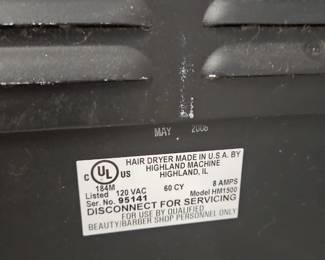 MAY 2008
HAIR DRYER MADE IN U.S.A. BY
HIGHLAND MACHINE
HIGHLAND, IL
C UL US
184M
Listed 120 VAC 60 CY 8 AMPS
Ser. No. 95141 Model HM1500
DISCONNECT FOR SERVICING
FOR USE BY QUALIFIED
BEAUTY/BARBER SHOP PERSONNEL ONLY